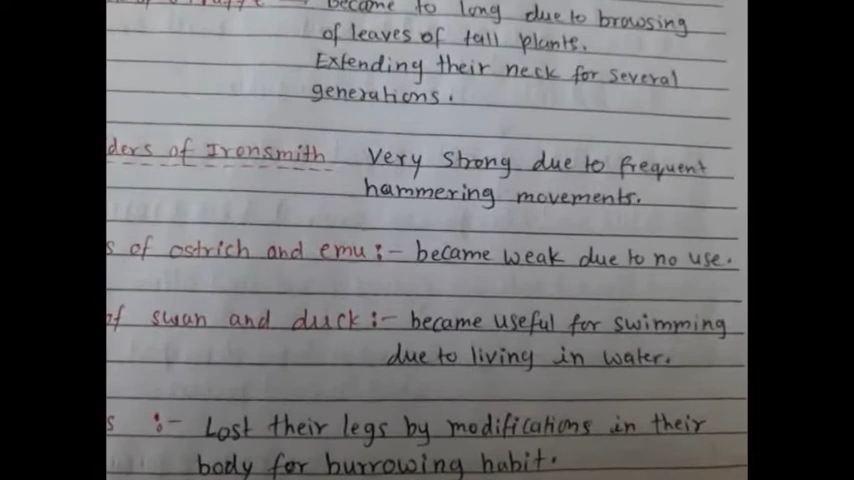 became to long due to browsing
of leaves of tall plants.
Extending their neck for several
generations.
ders of Ironsmith Very strong due to frequent
hammering movements.
s of ostrich and emu :- became weak due to no use.
of swan and duck :- became useful for swimming
due to living in water.
s :- Lost their legs by modifications in their
body for burrowing habit.